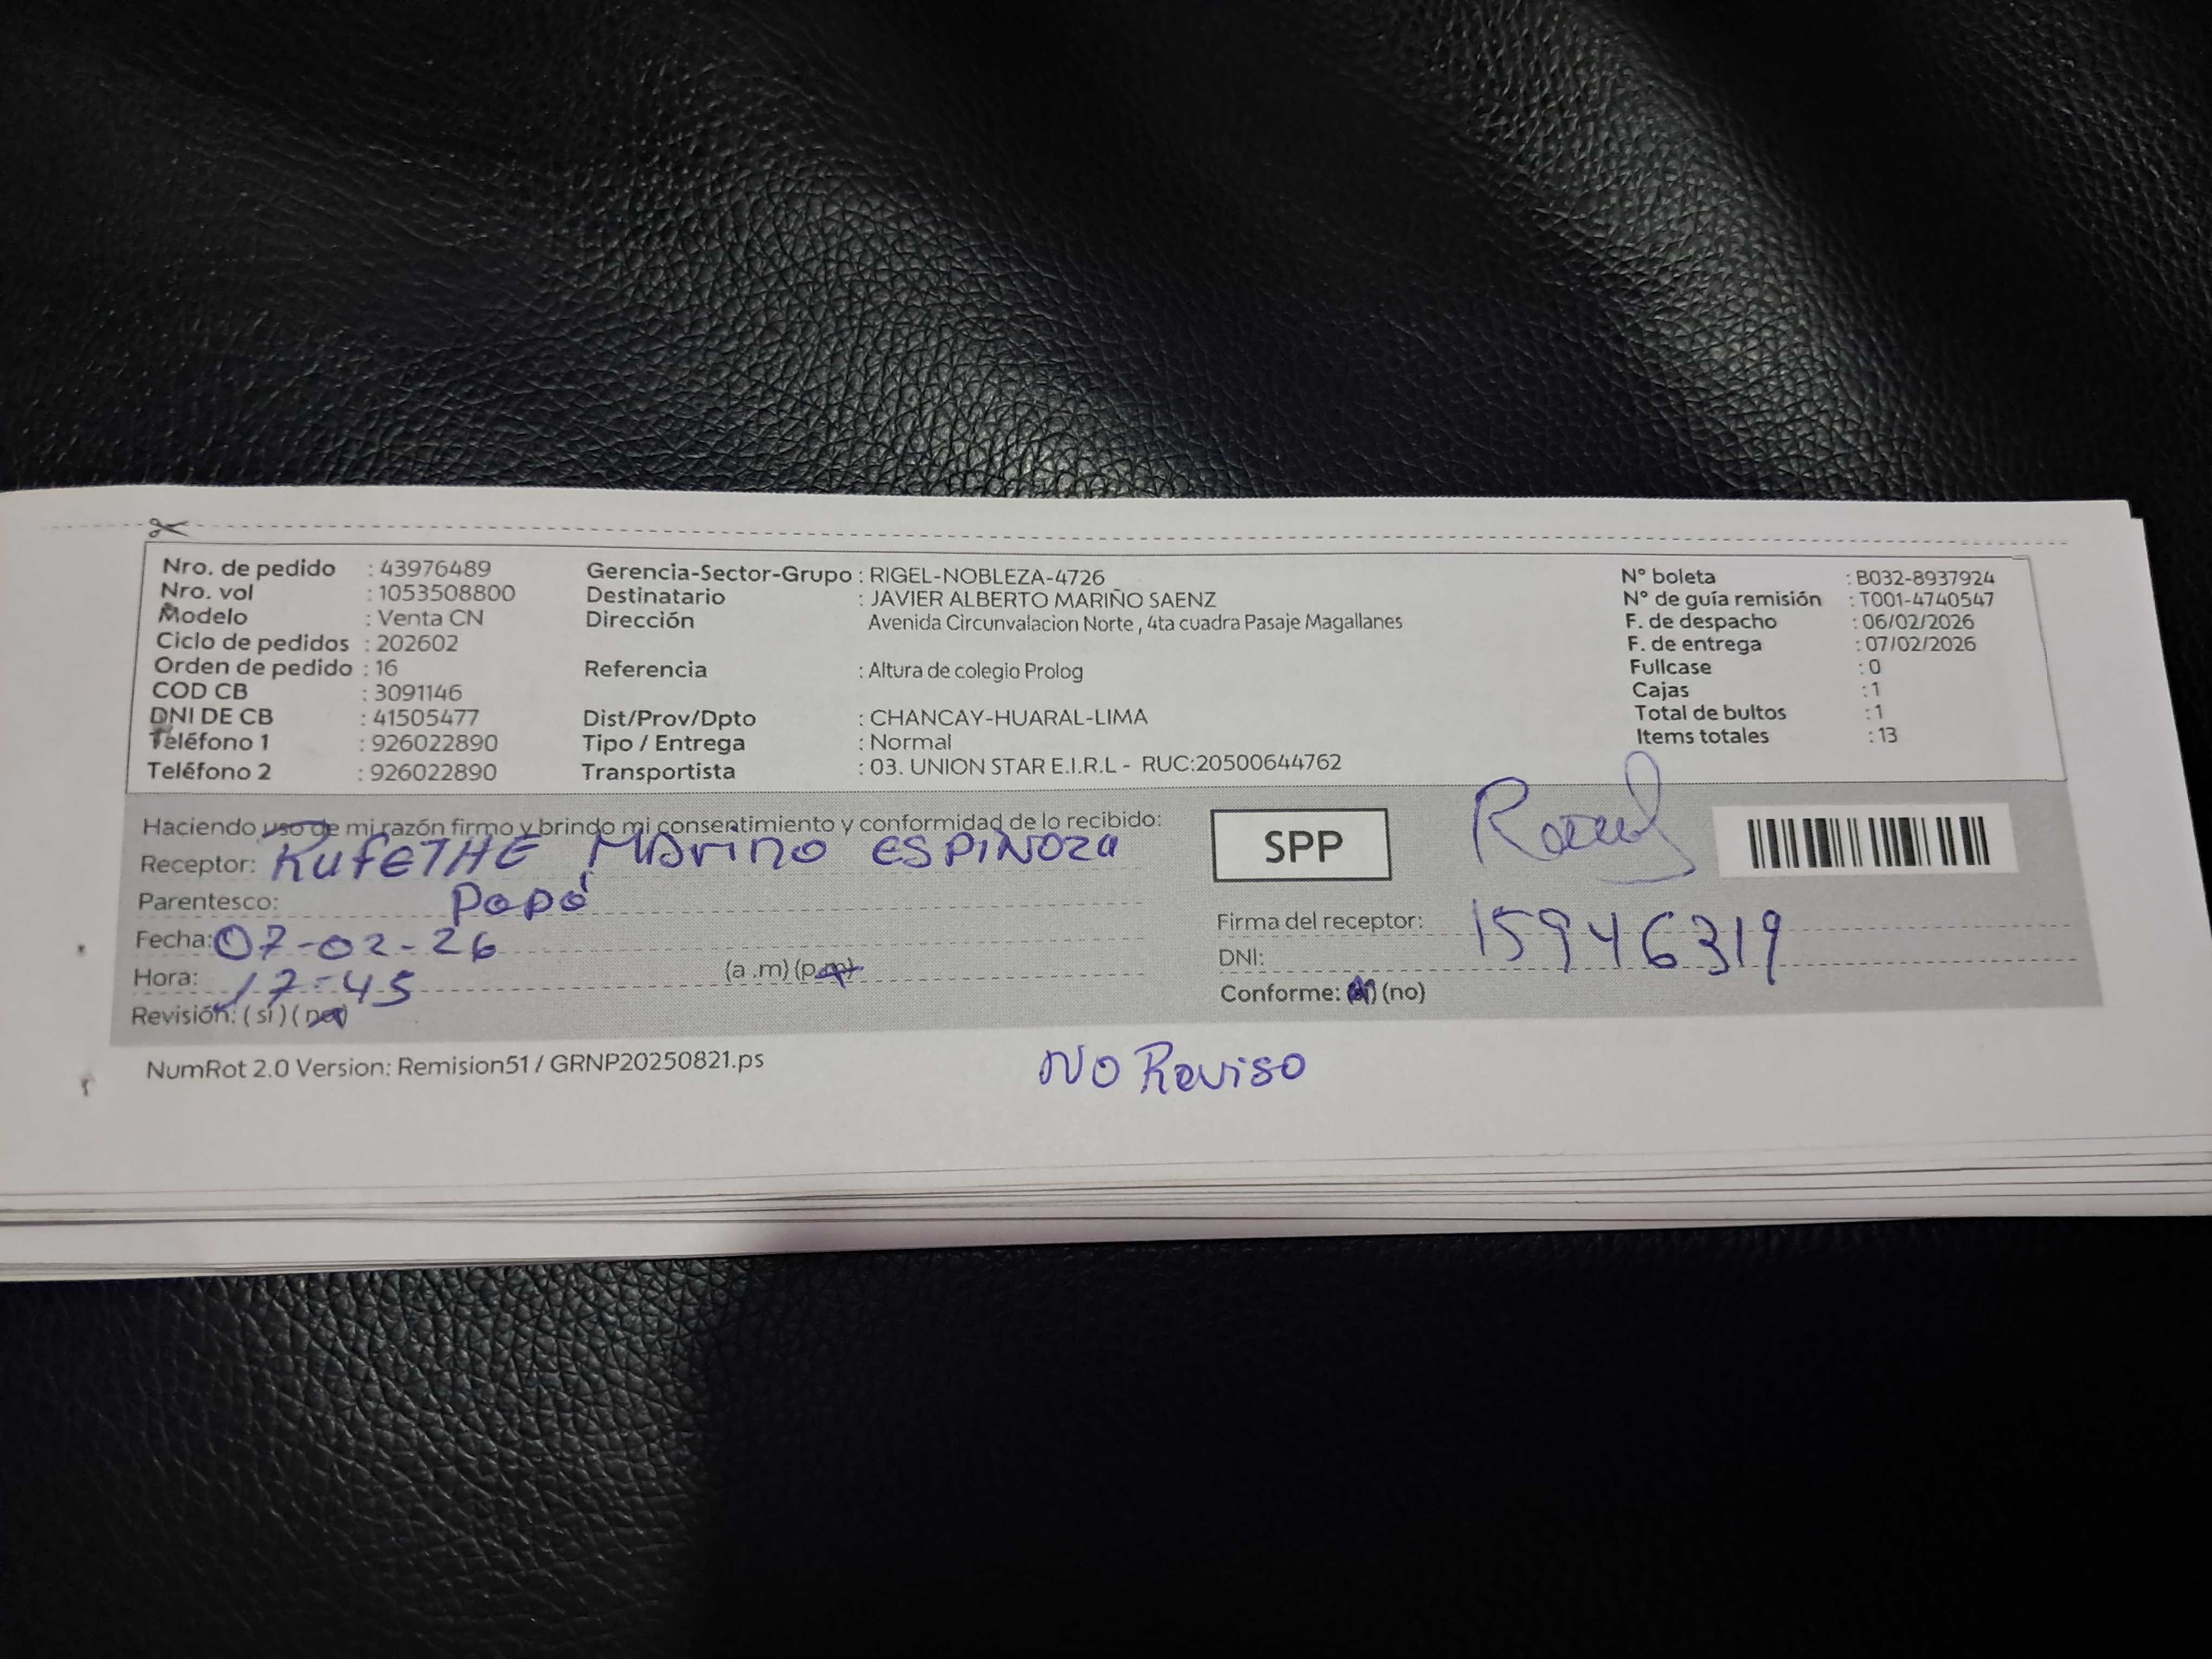 Nro. de pedido : 43976489
Nro. vol : 1053508800
Modelo : Venta CN
Ciclo de pedidos : 202602
Orden de pedido : 16
COD CB : 3091146
DNI DE CB : 41505477
Teléfono 1 : 926022890
Teléfono 2 : 926022890
Gerencia-Sector-Grupo : RIGEL-NOBLEZA-4726
Destinatario : JAVIER ALBERTO MARIÑO SAENZ
Dirección Avenida Circunvalacion Norte , 4ta cuadra Pasaje Magallanes
Referencia : Altura de colegio Prolog
Dist/Prov/Dpto : CHANCAY-HUARAL-LIMA
Tipo / Entrega : Normal
Transportista : 03. UNION STAR E.I.R.L - RUC:20500644762
N° boleta : B032-8937924
N° de guía remisión : T001-4740547
F. de despacho : 06/02/2026
F. de entrega : 07/02/2026
Fullcase : 0
Cajas : 1
Total de bultos : 1
Items totales : 13
Haciendo uso de mi razón firmo y brindo mi consentimiento y conformidad de lo recibido:
Receptor: MAriño ESPINOZA
Parentesco: Papá
Fecha: 07-02-26
Hora: 17-45 (a .m) (p.m)
Revisión: ( sí ) ( no)
SPP
Firma del receptor:
DNI: 15946319
Conforme: (si) (no)
NumRot 2.0 Version: Remision51 / GRNP20250821.ps
NO Reviso